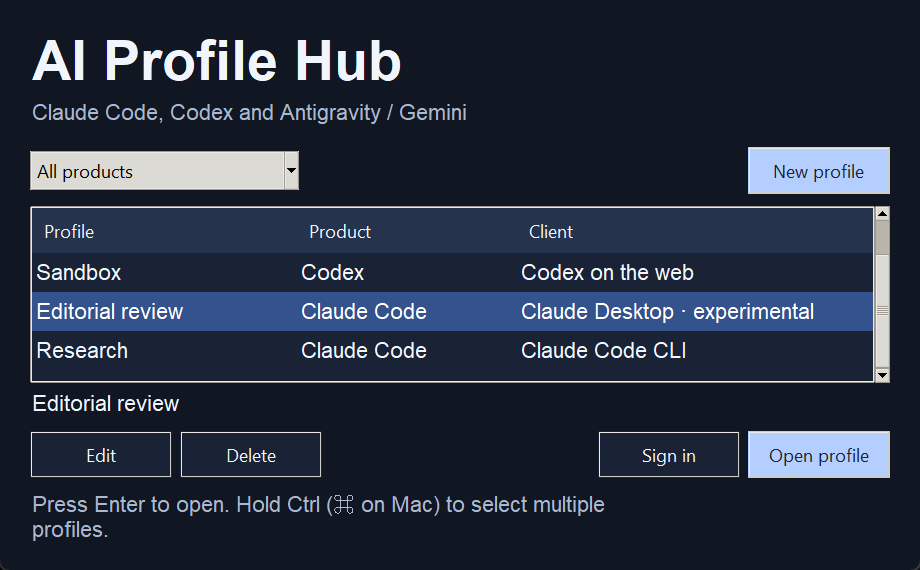 AI Profile Hub
Claude Code, Codex and Antigravity / Gemini
All products
New profile
Profile Product Client
Sandbox Codex Codex on the web
Editorial review Claude Code Claude Desktop · experimental
Research Claude Code Claude Code CLI
Editorial review
Edit Delete Sign in Open profile
Press Enter to open. Hold Ctrl (⌘ on Mac) to select multiple
profiles.